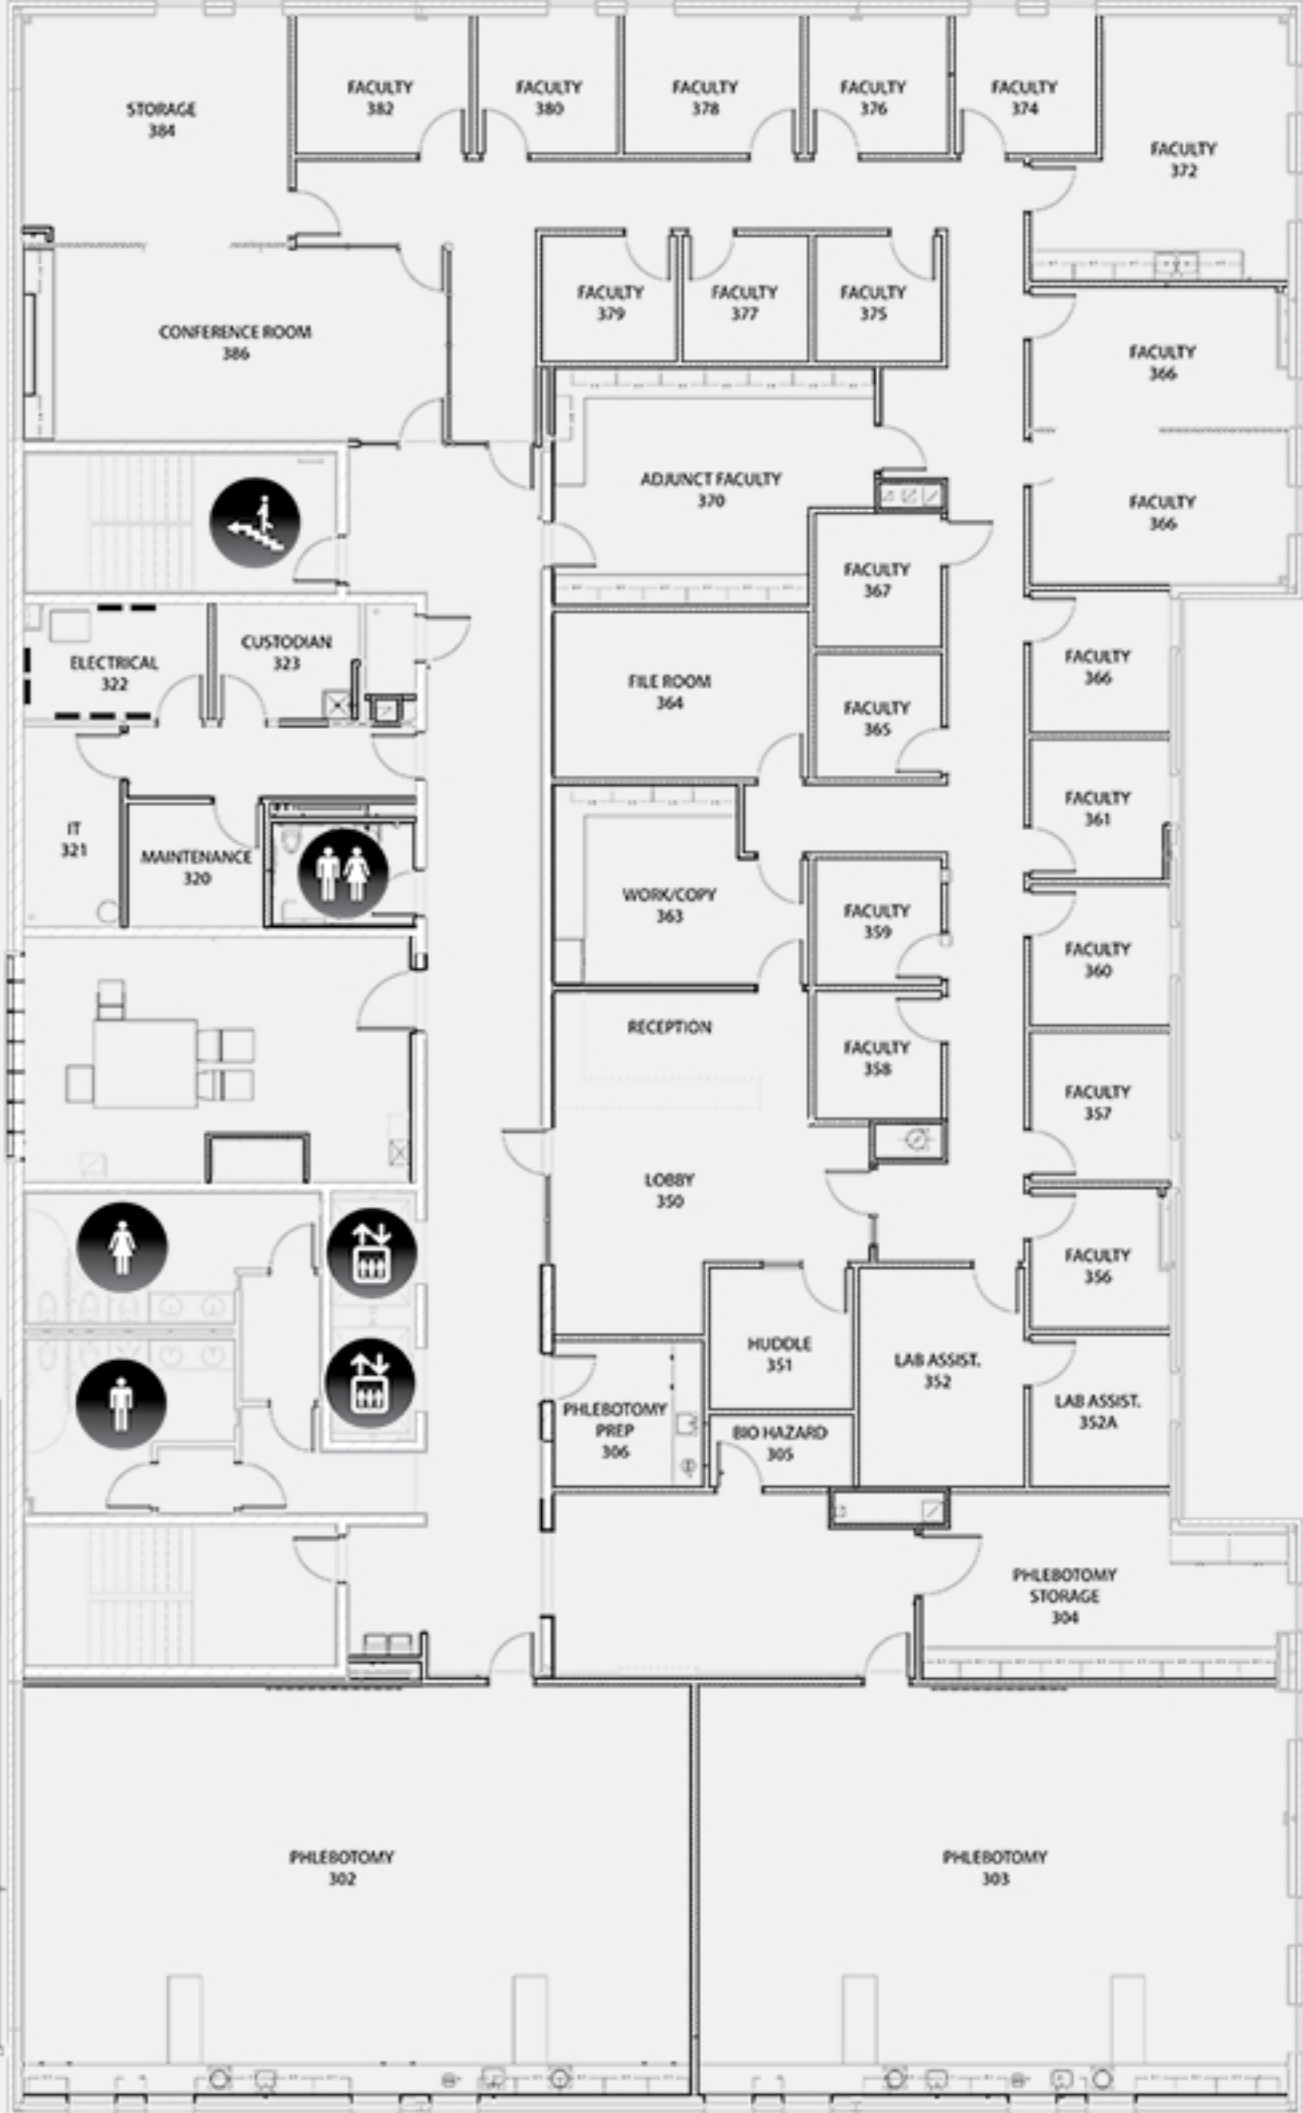 FACULTY
382
FACULTY
380
FACULTY
378
FACULTY
376
FACULTY
374
STORAGE
384
FACULTY
372
FACULTY
379
FACULTY
377
FACULTY
375
CONFERENCE ROOM
386
FACULTY
366
ADJUNCT FACULTY
370
FACULTY
366
FACULTY
367
CUSTODIAN
323
ELECTRICAL
322
FILE ROOM
364
FACULTY
365
FACULTY
366
FACULTY
361
IT
321
MAINTENANCE
320
WORK/COPY
363
FACULTY
359
FACULTY
360
RECEPTION
FACULTY
358
FACULTY
357
LOBBY
350
FACULTY
356
HUDDLE
351
LAB ASSIST.
352
LAB ASSIST.
352A
PHLEBOTOMY
PREP
306
BIO HAZARD
305
PHLEBOTOMY
STORAGE
304
PHLEBOTOMY
302
PHLEBOTOMY
303